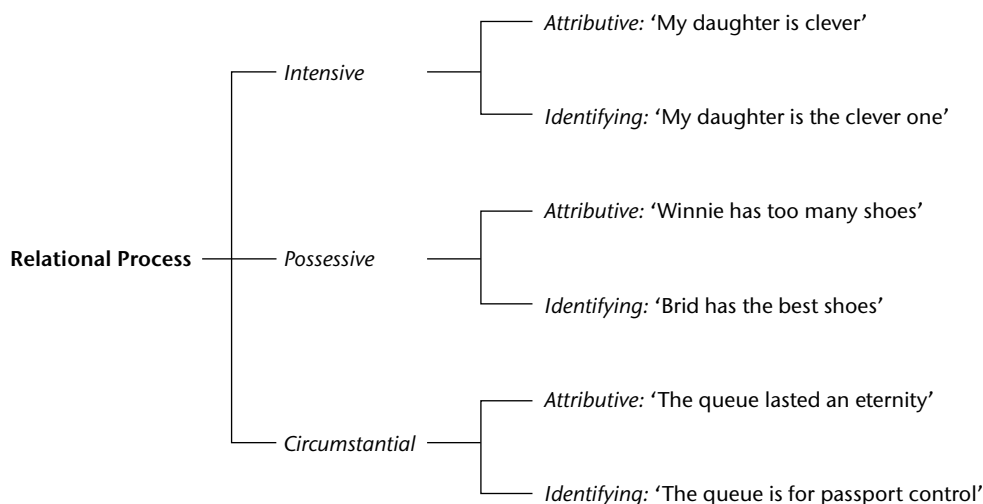 Attributive: ‘My daughter is clever’
Intensive
Identifying: ‘My daughter is the clever one’
Attributive: ‘Winnie has too many shoes’
Relational Process
Possessive
Identifying: ‘Brid has the best shoes’
Attributive: ‘The queue lasted an eternity’
Circumstantial
Identifying: ‘The queue is for passport control’